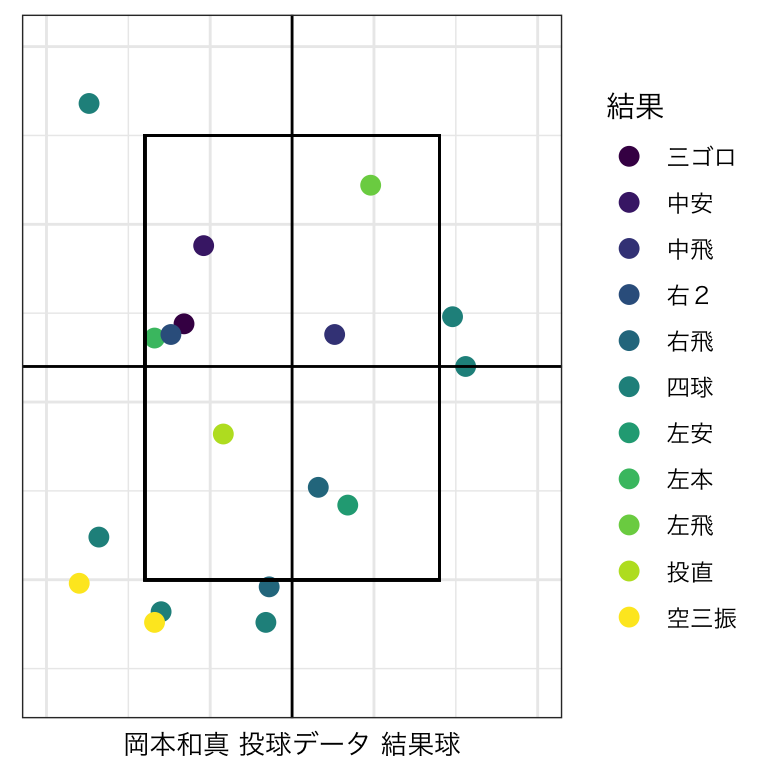 結果
三ゴロ
中安
中飛
右２
右飛
四球
左安
左本
左飛
投直
空三振
岡本和真 投球データ 結果球